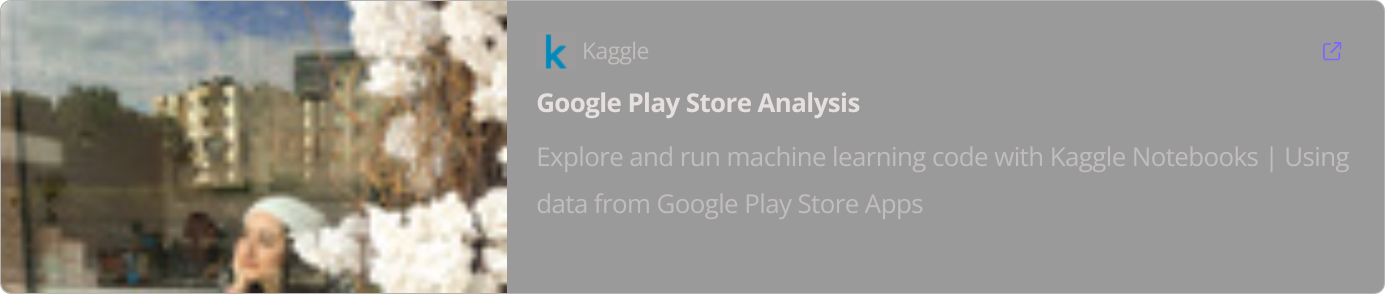 Kaggle
Google Play Store Analysis
Explore and run machine learning code with Kaggle Notebooks | Using
data from Google Play Store Apps